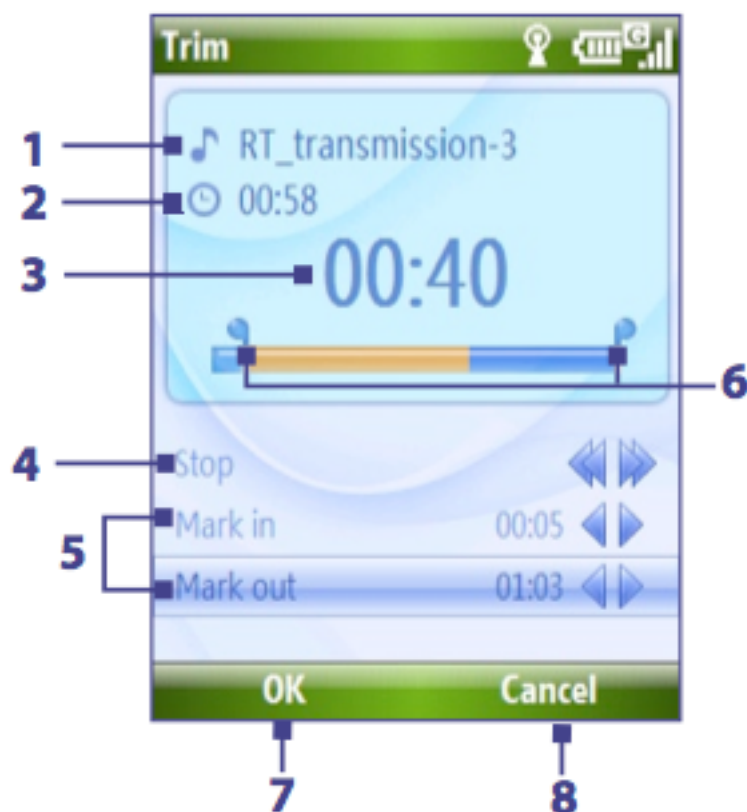 Trim
G
1 RT_transmission-3
2 00:58
3 00:40
6
4 Stop
5 Mark in 00:05
Mark out 01:03
OK Cancel
7 8